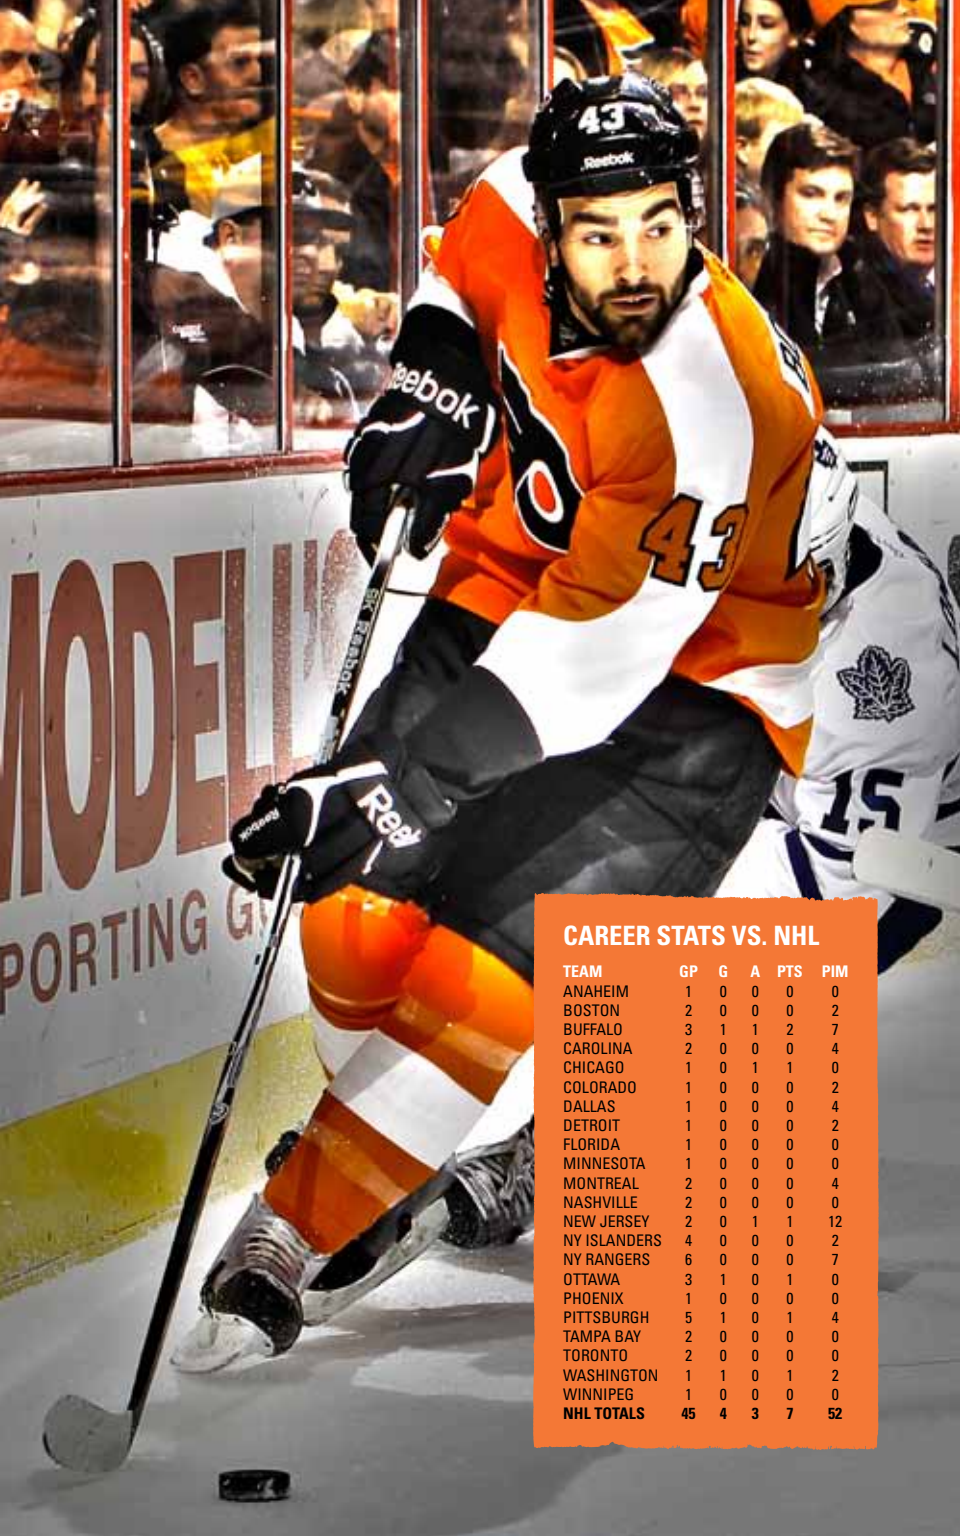 43
Reebok
eebok
43
GK Reebok
MODELL'S
PORTING G
Reebok
Reeb
15
CAREER STATS VS. NHL
TEAM GP G A PTS PIM
ANAHEIM 1 0 0 0 0
BOSTON 2 0 0 0 2
BUFFALO 3 1 1 2 7
CAROLINA 2 0 0 0 4
CHICAGO 1 0 1 1 0
COLORADO 1 0 0 0 2
DALLAS 1 0 0 0 4
DETROIT 1 0 0 0 2
FLORIDA 1 0 0 0 0
MINNESOTA 1 0 0 0 0
MONTREAL 2 0 0 0 4
NASHVILLE 2 0 0 0 0
NEW JERSEY 2 0 1 1 12
NY ISLANDERS 4 0 0 0 2
NY RANGERS 6 0 0 0 7
OTTAWA 3 1 0 1 0
PHOENIX 1 0 0 0 0
PITTSBURGH 5 1 0 1 4
TAMPA BAY 2 0 0 0 0
TORONTO 2 0 0 0 0
WASHINGTON 1 1 0 1 2
WINNIPEG 1 0 0 0 0
NHL TOTALS 45 4 3 7 52